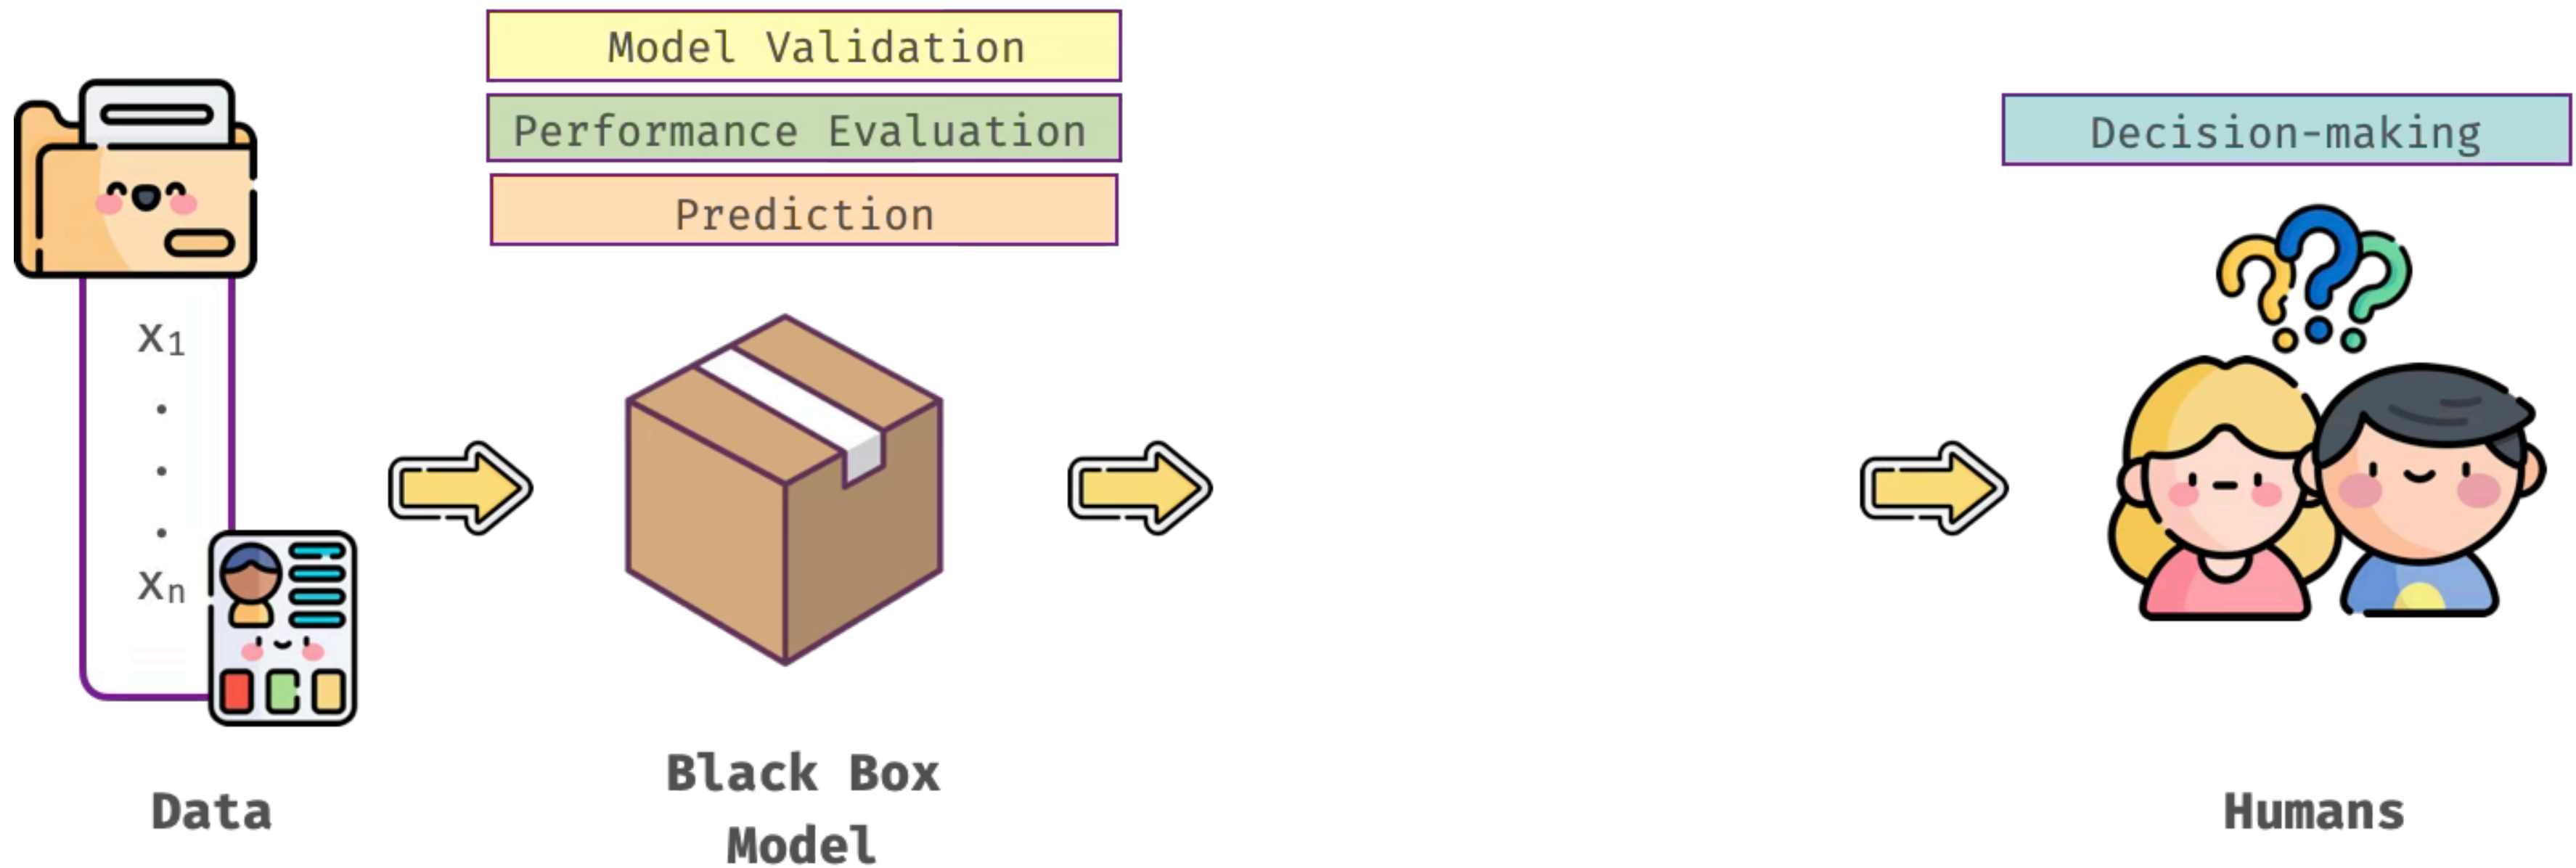 Model Validation
Performance Evaluation
Prediction
Decision-making
x₁
.
.
.
xₙ
Data
Black Box
Model
Humans